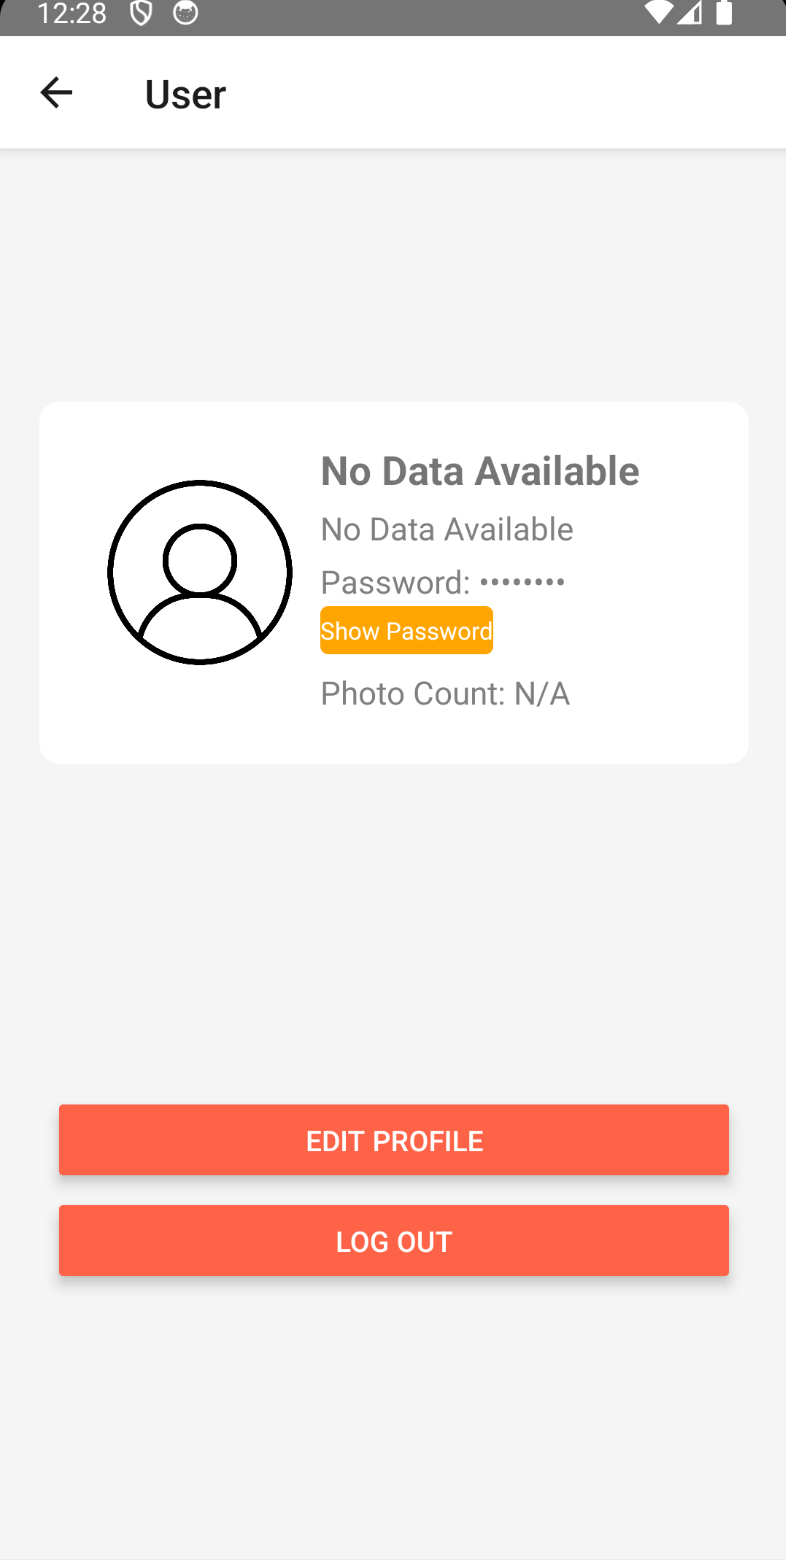 12:28
User
No Data Available
No Data Available
Password: ••••••••
Show Password
Photo Count: N/A
EDIT PROFILE
LOG OUT